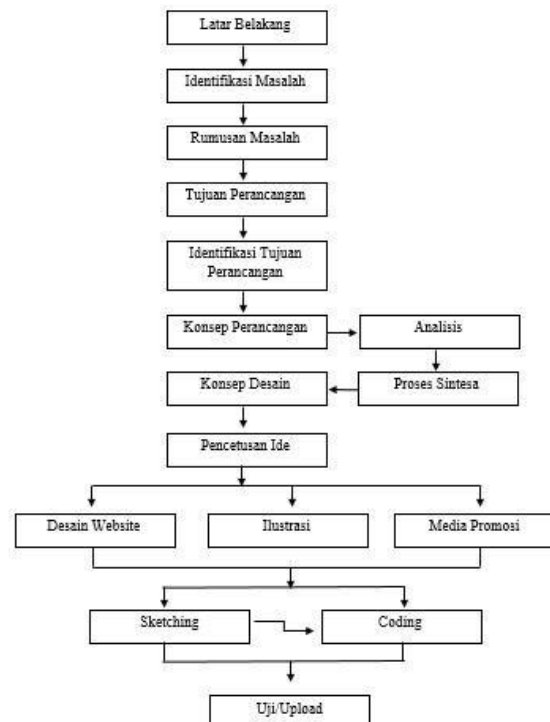 Latar Belakang
Identifikasi Masalah
Rumusan Masalah
Tujuan Perancangan
Identifikasi Tujuan
Perancangan
Konsep Perancangan
Analisis
Konsep Desain
Proses Sintesa
Pencetusan Ide
Desain Website
Ilustrasi
Media Promosi
Sketching
Coding
Uji/Upload